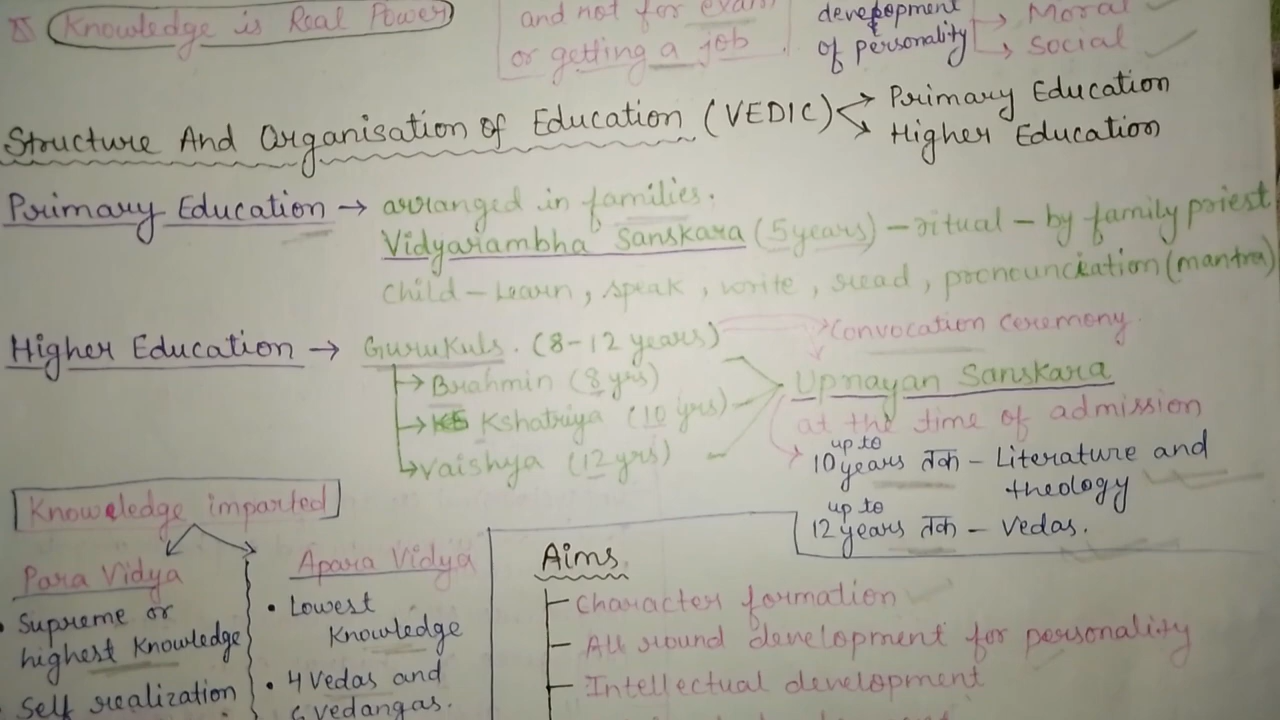 Knowledge is Real Power
and not for exam
or getting a job
development
of personality
Moral
Social
Structure And Organisation of Education (VEDIC)
Primary Education
Higher Education
Primary Education → arranged in families.
Vidyarambha Sanskara (5years) – ritual – by family priest
Child – Learn, speak, write, read, pronounciation (mantra)
Higher Education → Gurukuls. (8-12 years)
Convocation Ceremony
Brahmin (8 yrs)
Kshatriya (10 yrs)
Vaishya (12 yrs)
Upnayan Sanskara
at the time of admission
up to
10 years तक – Literature and
theology
up to
12 years तक – Vedas.
Knowledge imparted
Para Vidya
• Supreme or
highest Knowledge
Self realization
Apara Vidya
• Lowest
Knowledge
• 4 Vedas and
6 vedangas.
Aims
Character formation
All round development for personality
Intellectual development